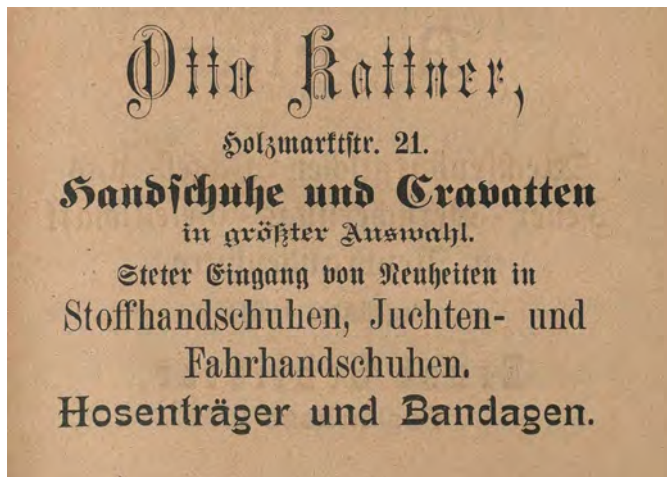 Otto Kattner,
Holzmarktstr. 21.
Handschuhe und Cravatten
in größter Auswahl.
Steter Eingang von Neuheiten in
Stoffhandschuhen, Juchten- und
Fahrhandschuhen.
Hosenträger und Bandagen.